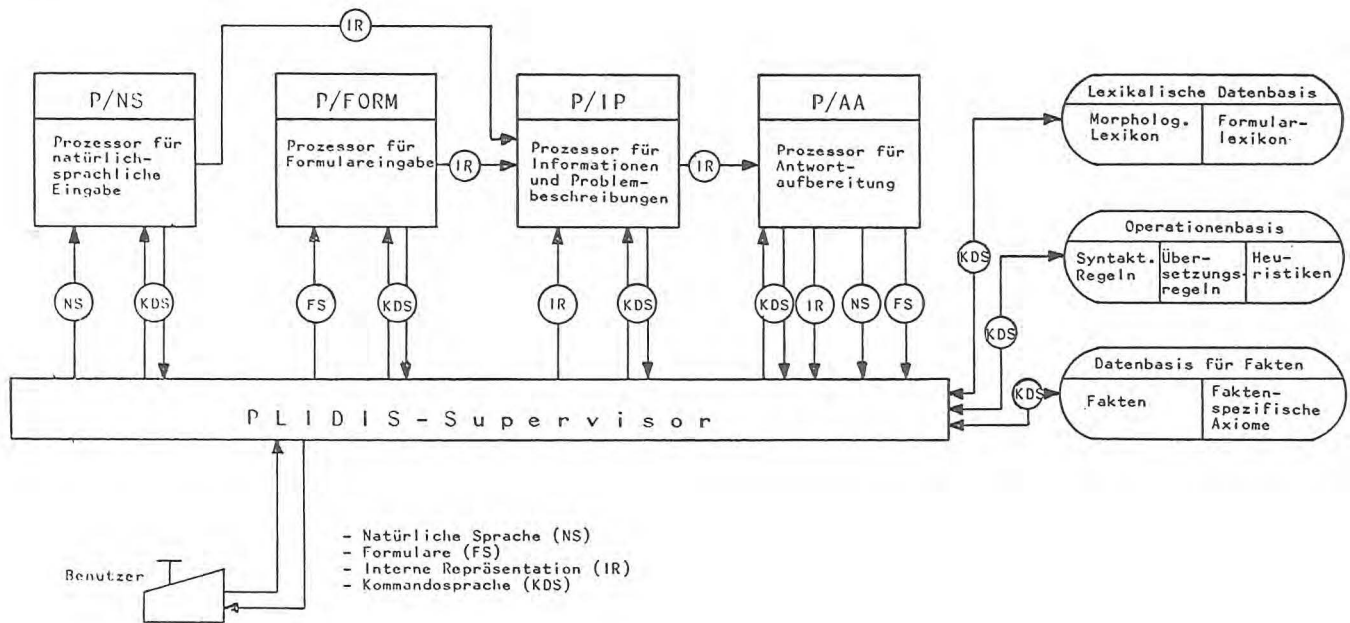 IR
P/NS
Prozessor für
natürlich-
sprachliche
Eingabe
P/FORM
Prozessor für
Formulareingabe
IR
P/IP
Prozessor für
Informationen
und Problem-
beschreibungen
IR
P/AA
Prozessor für
Antwort-
aufbereitung
Lexikalische Datenbasis
Morpholog.
Lexikon
Formular-
lexikon
Operationenbasis
Syntakt.
Regeln
Über-
setzungs-
regeln
Heu-
ristiken
Datenbasis für Fakten
Fakten
Fakten-
spezifische
Axiome
NS
KDS
FS
KDS
IR
KDS
KDS
IR
NS
FS
KDS
KDS
KDS
PLIDIS-Supervisor
Benutzer
- Natürliche Sprache (NS)
- Formulare (FS)
- Interne Repräsentation (IR)
- Kommandosprache (KDS)